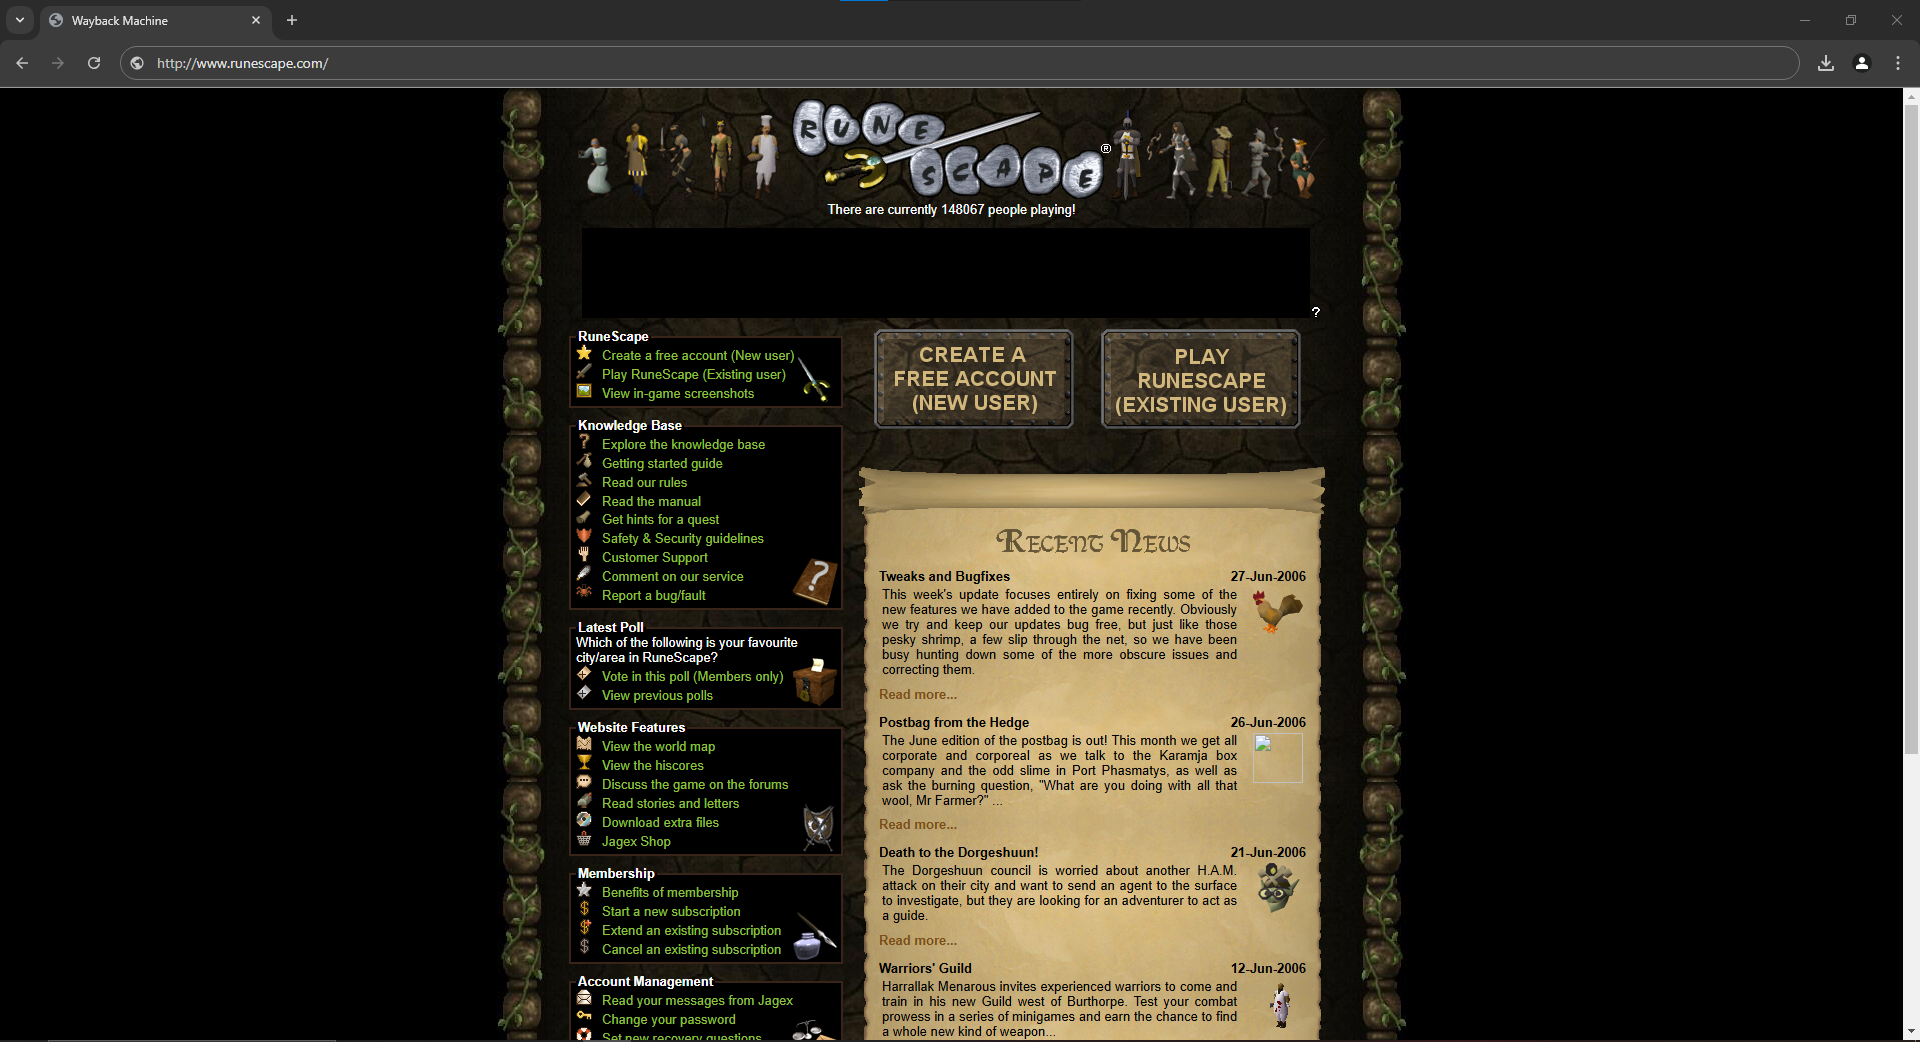 Wayback Machine
http://www.runescape.com/
RUNE
SCAPE ®
There are currently 148067 people playing!
?
RuneScape
Create a free account (New user)
Play RuneScape (Existing user)
View in-game screenshots
CREATE A
FREE ACCOUNT
(NEW USER)
PLAY
RUNESCAPE
(EXISTING USER)
Knowledge Base
Explore the knowledge base
Getting started guide
Read our rules
Read the manual
Get hints for a quest
Safety & Security guidelines
Customer Support
Comment on our service
Report a bug/fault
Latest Poll
Which of the following is your favourite
city/area in RuneScape?
Vote in this poll (Members only)
View previous polls
Website Features
View the world map
View the hiscores
Discuss the game on the forums
Read stories and letters
Download extra files
Jagex Shop
Membership
Benefits of membership
Start a new subscription
Extend an existing subscription
Cancel an existing subscription
Account Management
Read your messages from Jagex
Change your password
Set new recovery questions
Recent News
Tweaks and Bugfixes 27-Jun-2006
This week's update focuses entirely on fixing some of the
new features we have added to the game recently. Obviously
we try and keep our updates bug free, but just like those
pesky shrimp, a few slip through the net, so we have been
busy hunting down some of the more obscure issues and
correcting them.
Read more...
Postbag from the Hedge 26-Jun-2006
The June edition of the postbag is out! This month we get all
corporate and corporeal as we talk to the Karamja box
company and the odd slime in Port Phasmatys, as well as
ask the burning question, "What are you doing with all that
wool, Mr Farmer?" ...
Read more...
Death to the Dorgeshuun! 21-Jun-2006
The Dorgeshuun council is worried about another H.A.M.
attack on their city and want to send an agent to the surface
to investigate, but they are looking for an adventurer to act as
a guide.
Read more...
Warriors' Guild 12-Jun-2006
Harrallak Menarous invites experienced warriors to come and
train in his new Guild west of Burthorpe. Test your combat
prowess in a series of minigames and earn the chance to find
a whole new kind of weapon...